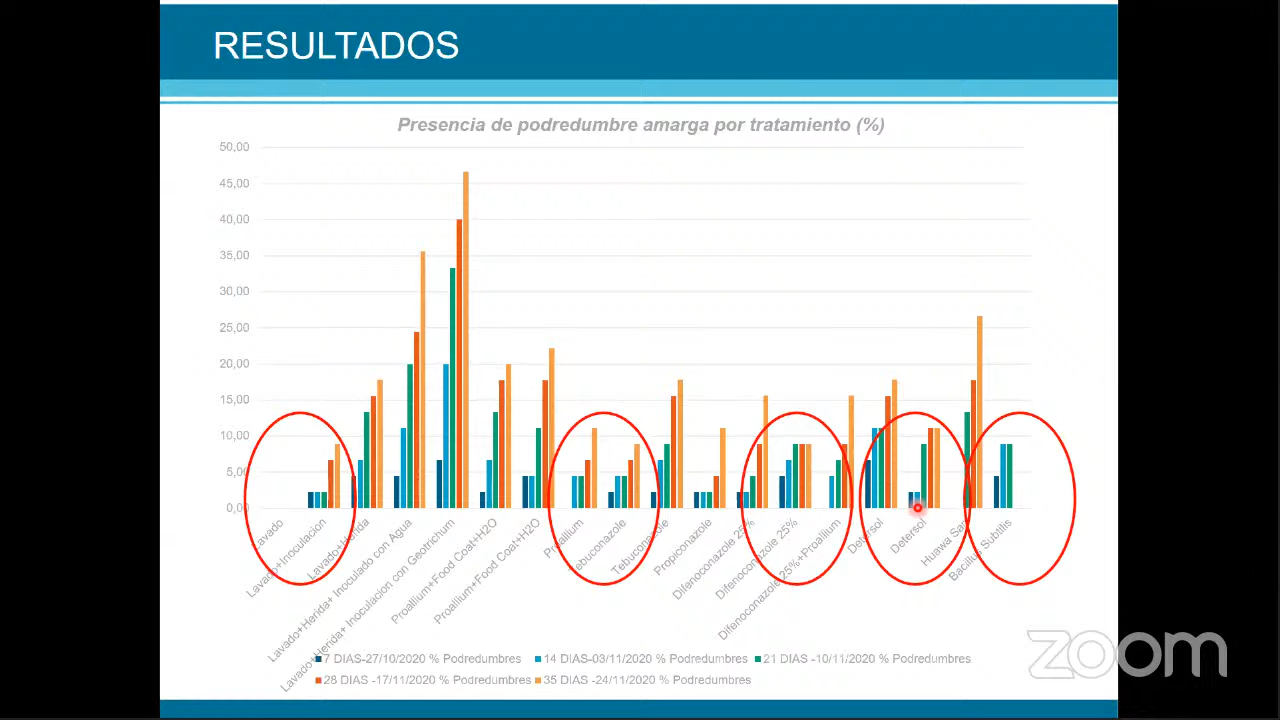 RESULTADOS
Presencia de podredumbre amarga por tratamiento (%)
50,00
45,00
40,00
35,00
30,00
25,00
20,00
15,00
10,00
5,00
0,00
Lavado
Lavado+Inoculacion
Lavado+Herida
Lavado+Herida+ Inoculado con Agua
Lavado+Herida+ Inoculacion con Geotrichum
Proallium+Food Coat+H2O
Proallium+Food Coat+H2O
Proallium
Tebuconazole
Tebuconazole
Propiconazole
Difenoconazole 25%
Difenoconazole 25%
Difenoconazole 25%+Proallium
Detersol
Detersol
Huawa San
Bacillus Subtilis
7 DIAS-27/10/2020 % Podredumbres
14 DIAS-03/11/2020 % Podredumbres
21 DIAS -10/11/2020 % Podredumbres
28 DIAS -17/11/2020 % Podredumbres
35 DIAS -24/11/2020 % Podredumbres
zoom